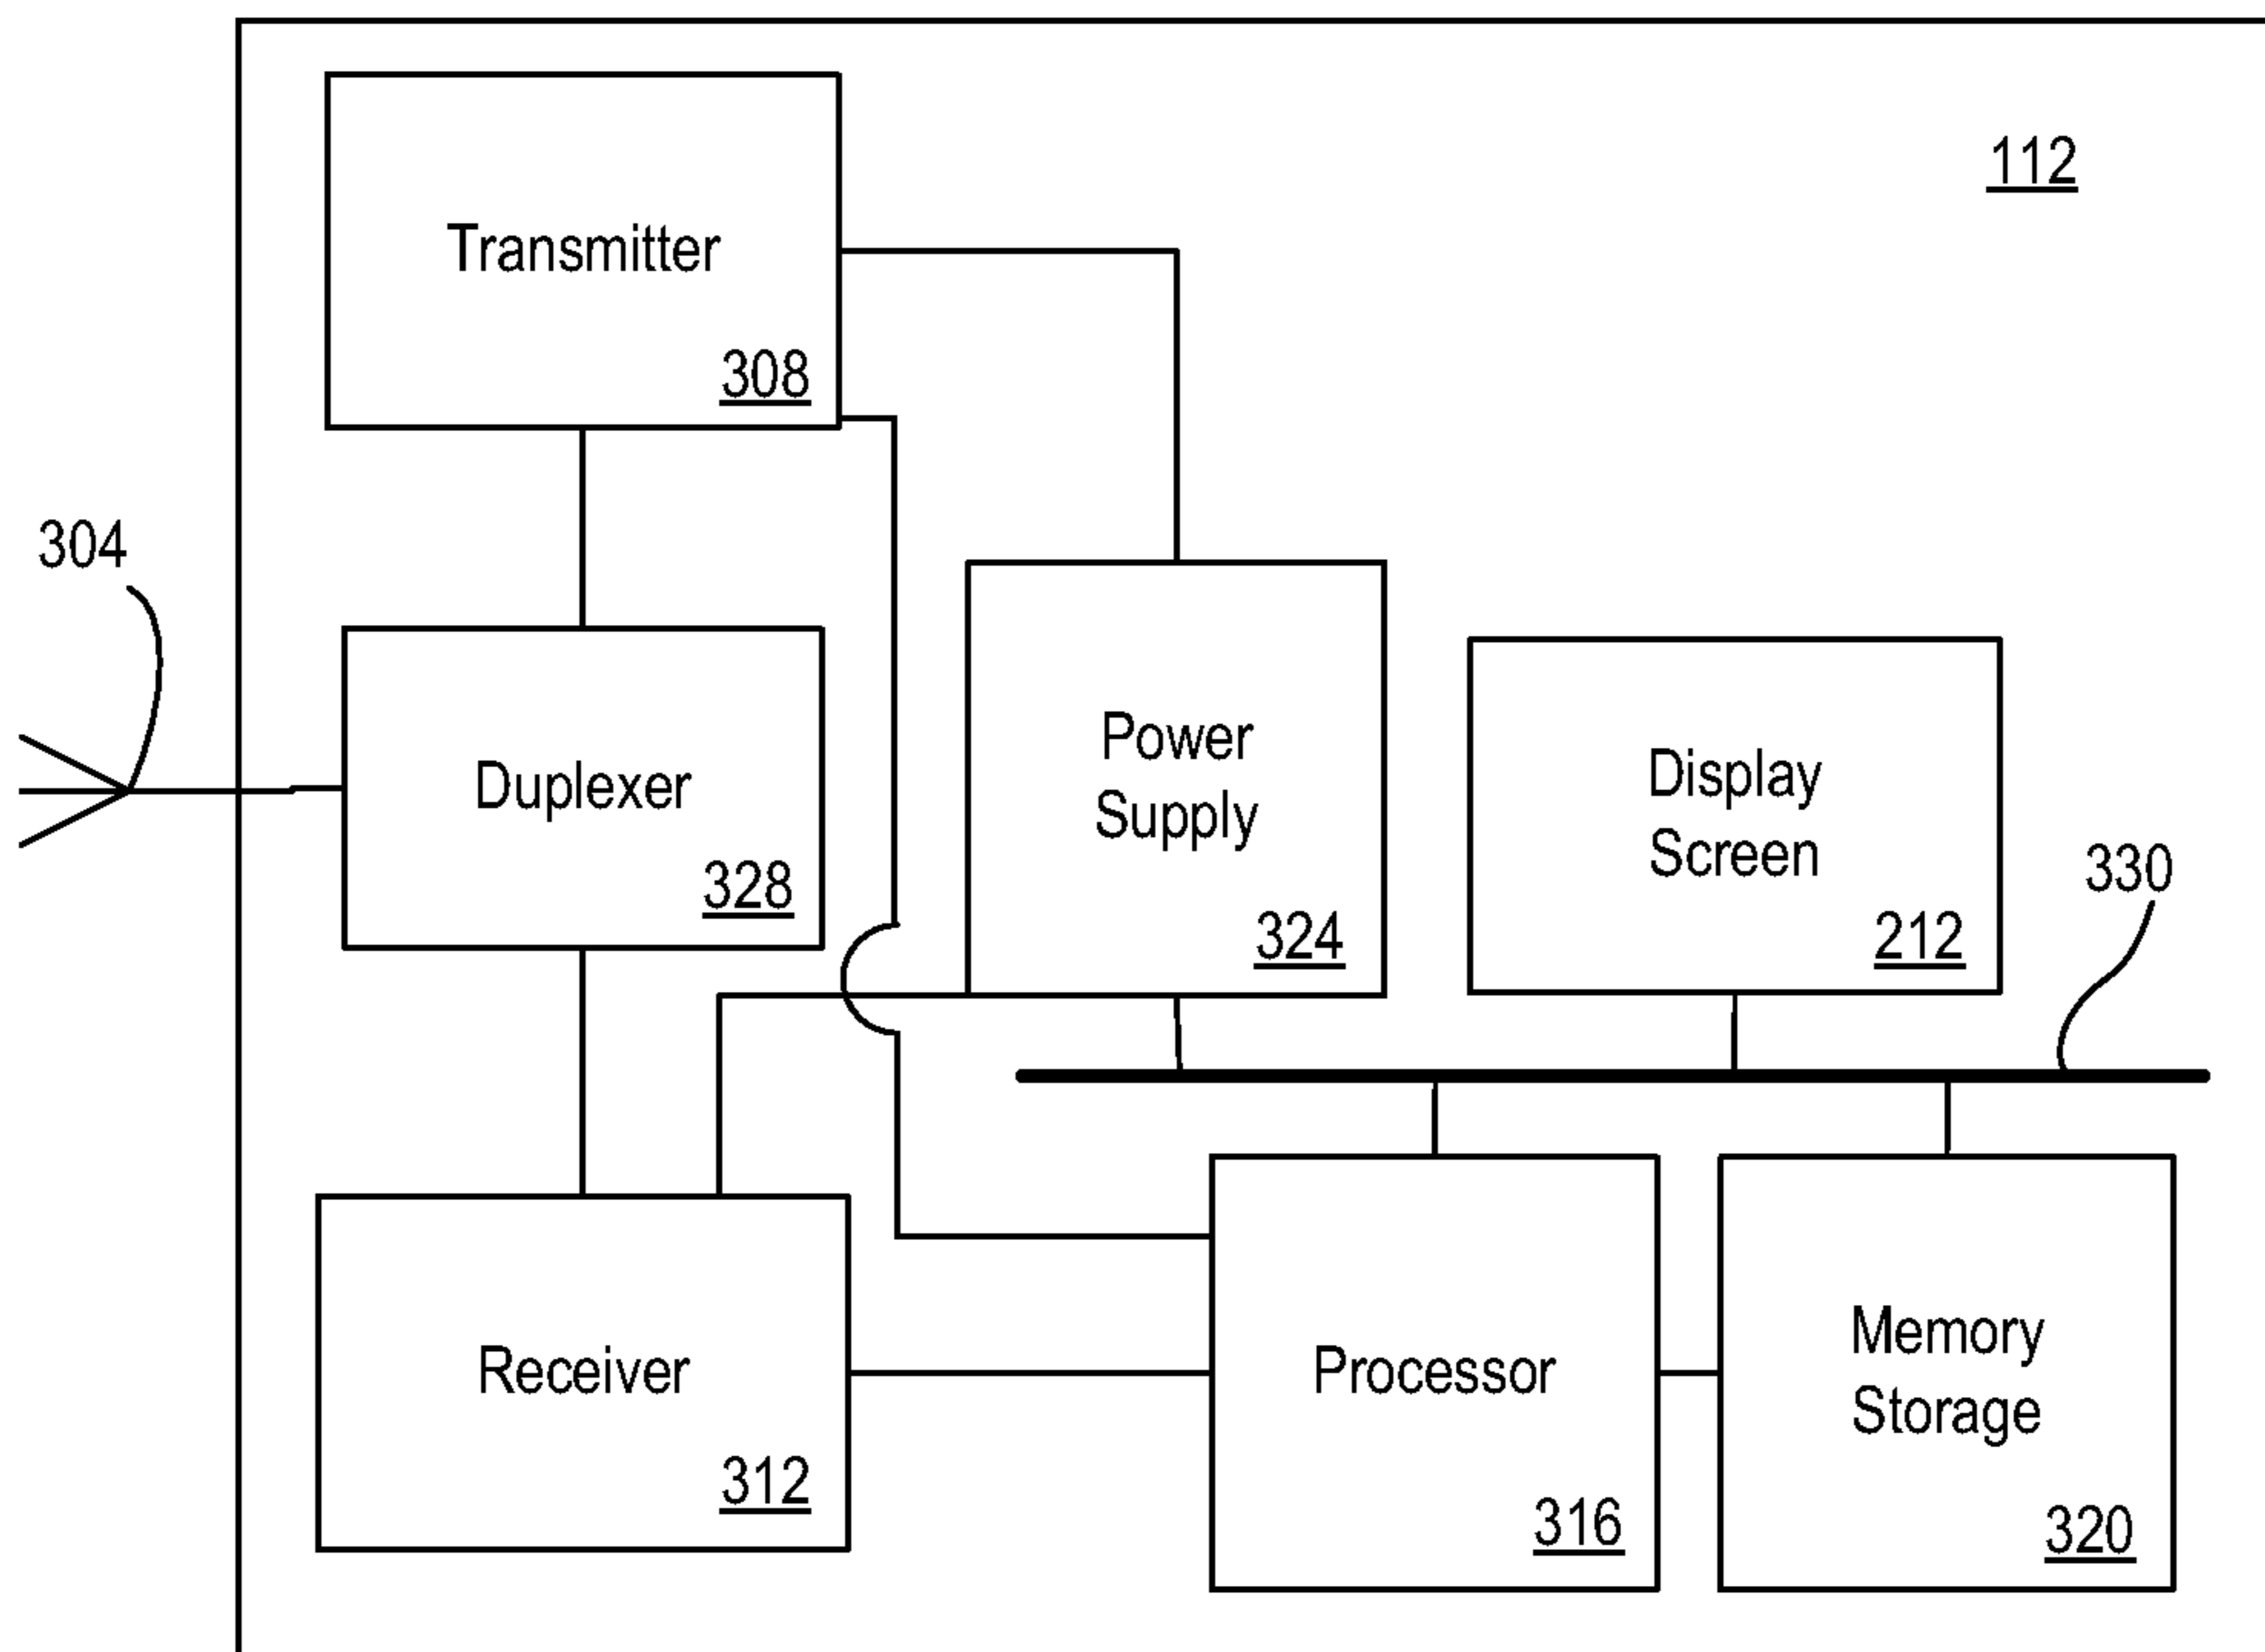 112
Transmitter
308
304
Duplexer
328
Power
Supply
324
Display
Screen
212
330
Receiver
312
Processor
316
Memory
Storage
320